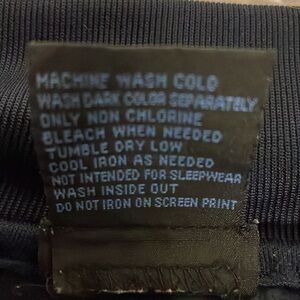 MACHINE WASH COLD
WASH DARK COLOR SEPARATELY
ONLY NON CHLORINE
BLEACH WHEN NEEDED
TUMBLE DRY LOW
COOL IRON AS NEEDED
NOT INTENDED FOR SLEEPWEAR
WASH INSIDE OUT
DO NOT IRON ON SCREEN PRINT